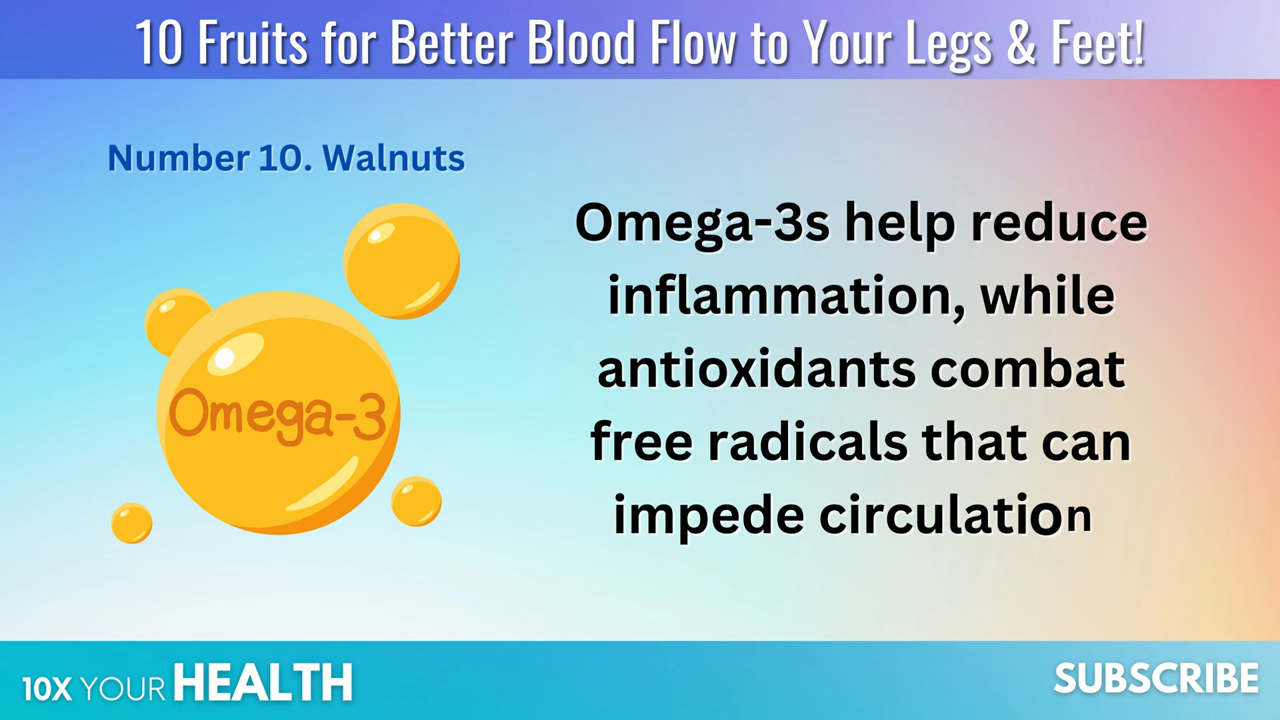 10 Fruits for Better Blood Flow to Your Legs & Feet!
Number 10. Walnuts
Omega-3
Omega-3s help reduce
inflammation, while
antioxidants combat
free radicals that can
impede circulation
10X YOUR HEALTH
SUBSCRIBE